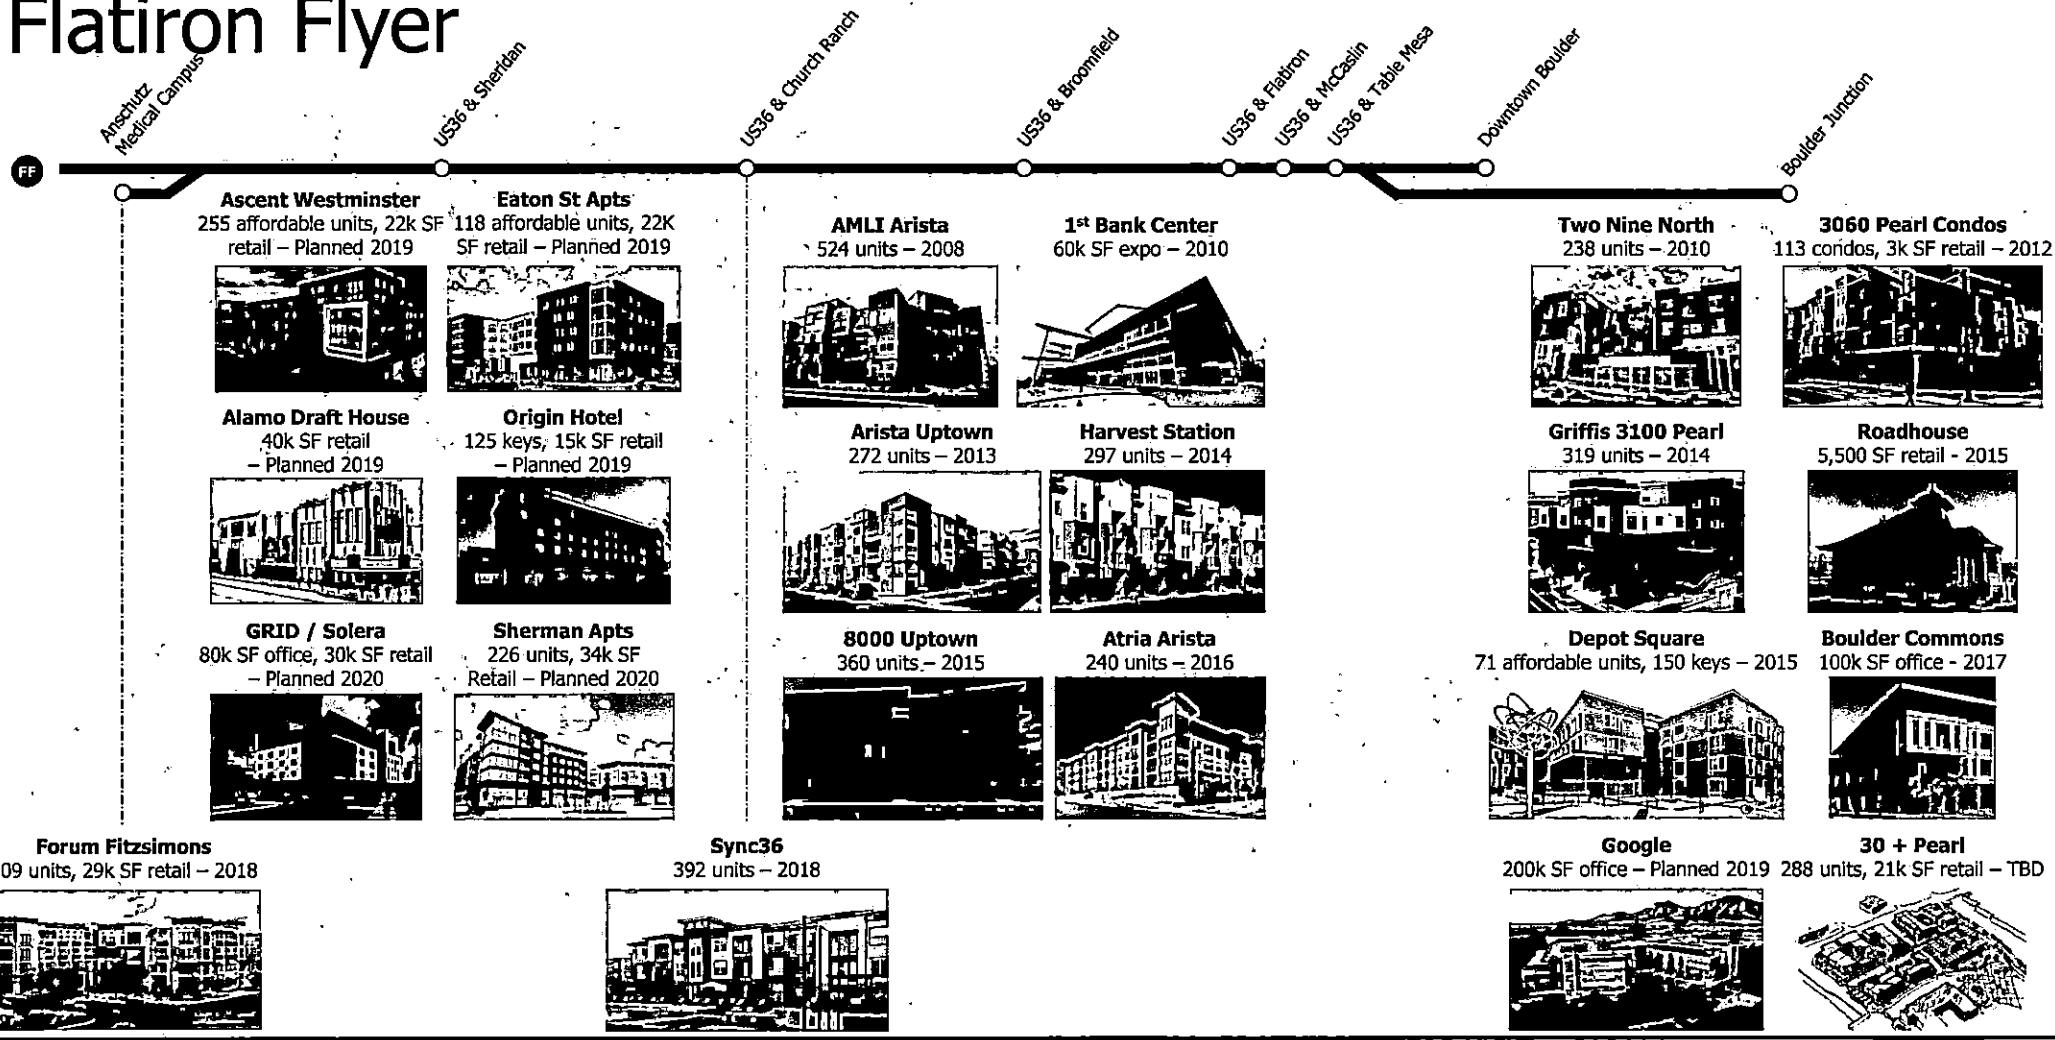 Flatiron Flyer
Anschutz
Medical Campus
US36 & Sheridan
US36 & Church Ranch
US36 & Broomfield
US36 & Flatiron
US36 & McCaslin
US36 & Table Mesa
Downtown Boulder
Boulder Junction
FF
Ascent Westminster
255 affordable units, 22k SF
retail – Planned 2019
Eaton St Apts
118 affordable units, 22K
SF retail – Planned 2019
AMLI Arista
524 units – 2008
1st Bank Center
60k SF expo – 2010
Two Nine North
238 units – 2010
3060 Pearl Condos
113 condos, 3k SF retail – 2012
Alamo Draft House
40k SF retail
– Planned 2019
Origin Hotel
125 keys, 15k SF retail
– Planned 2019
Arista Uptown
272 units – 2013
Harvest Station
297 units – 2014
Griffis 3100 Pearl
319 units – 2014
Roadhouse
5,500 SF retail - 2015
GRID / Solera
80k SF office, 30k SF retail
– Planned 2020
Sherman Apts
226 units, 34k SF
Retail – Planned 2020
8000 Uptown
360 units – 2015
Atria Arista
240 units – 2016
Depot Square
71 affordable units, 150 keys – 2015
Boulder Commons
100k SF office - 2017
Forum Fitzsimons
09 units, 29k SF retail – 2018
Sync36
392 units – 2018
Google
200k SF office – Planned 2019
30 + Pearl
288 units, 21k SF retail – TBD